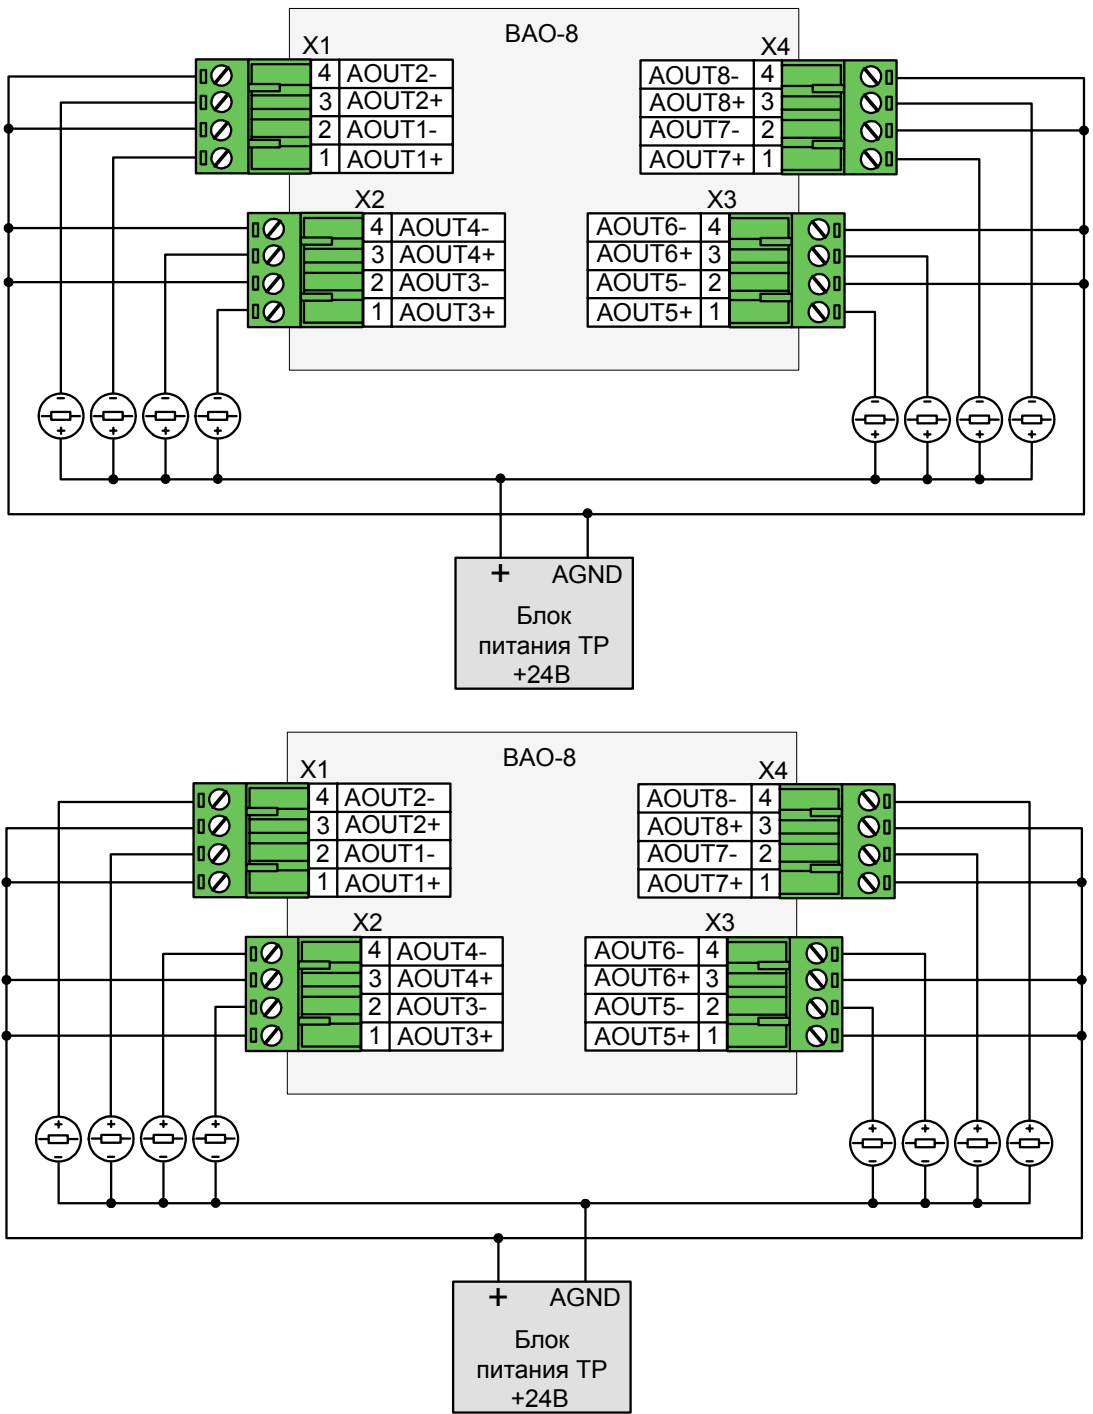 ВАО-8
X1
4 AOUT2-
3 AOUT2+
2 AOUT1-
1 AOUT1+
X4
AOUT8- 4
AOUT8+ 3
AOUT7- 2
AOUT7+ 1
X2
4 AOUT4-
3 AOUT4+
2 AOUT3-
1 AOUT3+
X3
AOUT6- 4
AOUT6+ 3
AOUT5- 2
AOUT5+ 1
- - - - - - - -
+ + + + + + + +
+ AGND
Блок
питания ТР
+24В
ВАО-8
X1
4 AOUT2-
3 AOUT2+
2 AOUT1-
1 AOUT1+
X4
AOUT8- 4
AOUT8+ 3
AOUT7- 2
AOUT7+ 1
X2
4 AOUT4-
3 AOUT4+
2 AOUT3-
1 AOUT3+
X3
AOUT6- 4
AOUT6+ 3
AOUT5- 2
AOUT5+ 1
+ + + + + + + +
- - - - - - - -
+ AGND
Блок
питания ТР
+24В